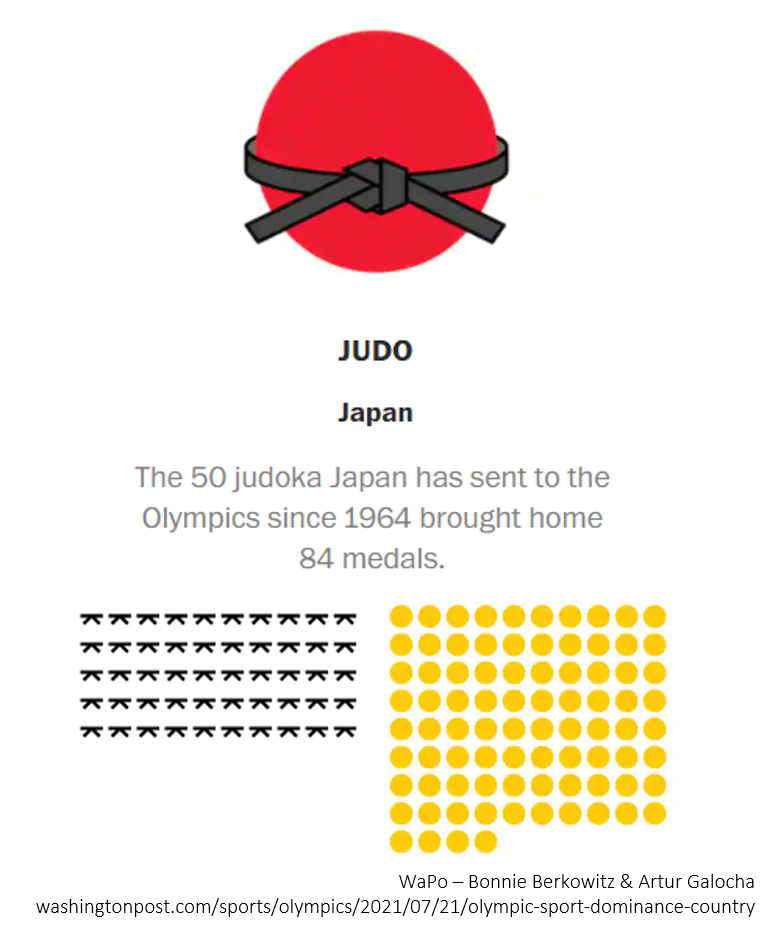 JUDO
Japan
The 50 judoka Japan has sent to the
Olympics since 1964 brought home
84 medals.
WaPo – Bonnie Berkowitz & Artur Galocha
washingtonpost.com/sports/olympics/2021/07/21/olympic-sport-dominance-country